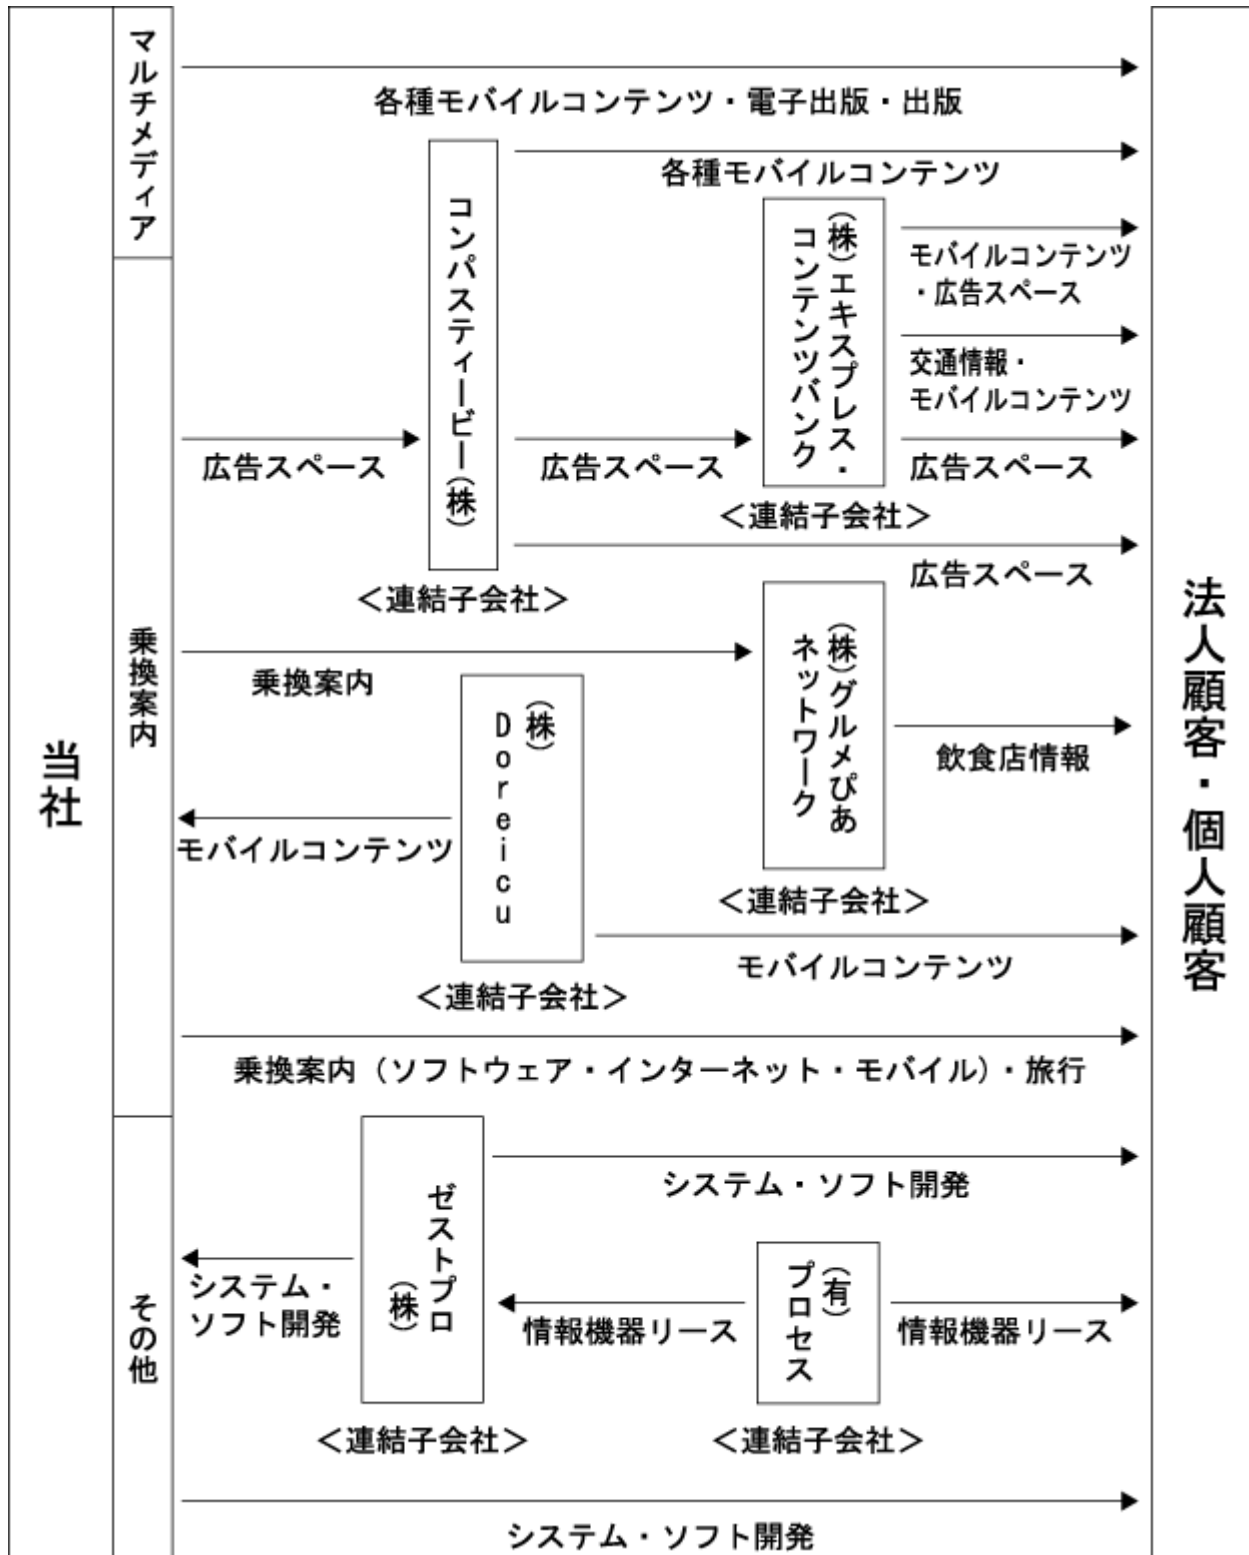 当社
マルチメディア
乗換案内
その他
各種モバイルコンテンツ・電子出版・出版
各種モバイルコンテンツ
コンパスティービー(株)
<連結子会社>
(株)エキスプレス・
コンテンツバンク
<連結子会社>
モバイルコンテンツ
・広告スペース
交通情報・
モバイルコンテンツ
広告スペース
広告スペース
広告スペース
広告スペース
乗換案内
(株)グルメぴあ
ネットワーク
<連結子会社>
飲食店情報
(株)
Doreicu
<連結子会社>
モバイルコンテンツ
モバイルコンテンツ
乗換案内(ソフトウェア・インターネット・モバイル)・旅行
ゼストプロ
(株)
<連結子会社>
システム・ソフト開発
システム・
ソフト開発
情報機器リース
(有)
プロセス
<連結子会社>
情報機器リース
システム・ソフト開発
法人顧客・個人顧客